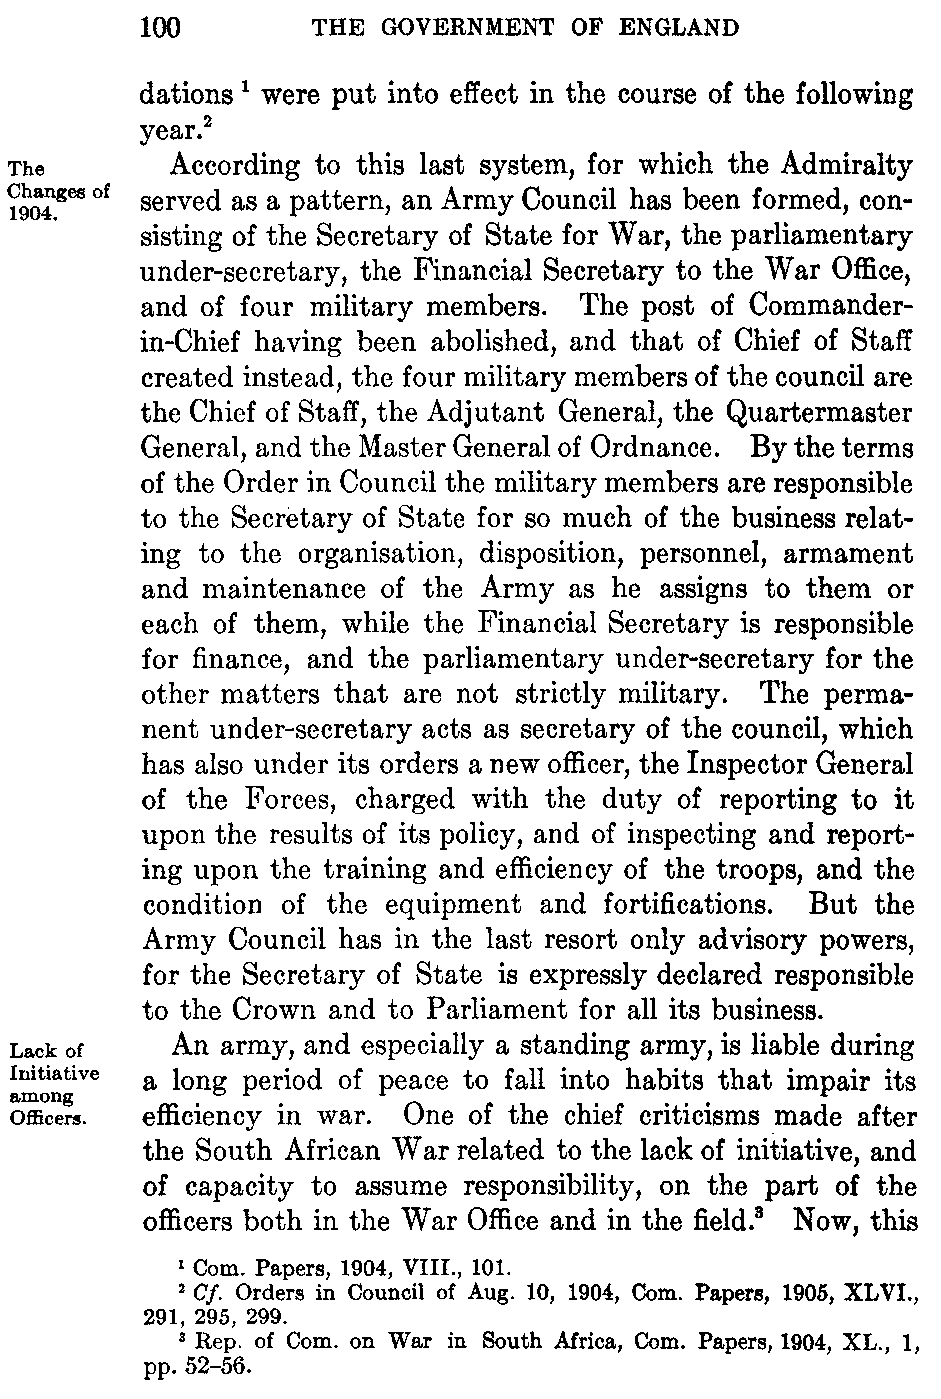 100 THE GOVERNMENT OF ENGLAND
dations ¹ were put into effect in the course of the following
year.²
The
Changes of
1904.
According to this last system, for which the Admiralty
served as a pattern, an Army Council has been formed, con-
sisting of the Secretary of State for War, the parliamentary
under-secretary, the Financial Secretary to the War Office,
and of four military members. The post of Commander-
in-Chief having been abolished, and that of Chief of Staff
created instead, the four military members of the council are
the Chief of Staff, the Adjutant General, the Quartermaster
General, and the Master General of Ordnance. By the terms
of the Order in Council the military members are responsible
to the Secretary of State for so much of the business relat-
ing to the organisation, disposition, personnel, armament
and maintenance of the Army as he assigns to them or
each of them, while the Financial Secretary is responsible
for finance, and the parliamentary under-secretary for the
other matters that are not strictly military. The perma-
nent under-secretary acts as secretary of the council, which
has also under its orders a new officer, the Inspector General
of the Forces, charged with the duty of reporting to it
upon the results of its policy, and of inspecting and report-
ing upon the training and efficiency of the troops, and the
condition of the equipment and fortifications. But the
Army Council has in the last resort only advisory powers,
for the Secretary of State is expressly declared responsible
to the Crown and to Parliament for all its business.
Lack of
Initiative
among
Officers.
An army, and especially a standing army, is liable during
a long period of peace to fall into habits that impair its
efficiency in war. One of the chief criticisms made after
the South African War related to the lack of initiative, and
of capacity to assume responsibility, on the part of the
officers both in the War Office and in the field.³ Now, this
¹ Com. Papers, 1904, VIII., 101.
² Cf. Orders in Council of Aug. 10, 1904, Com. Papers, 1905, XLVI.,
291, 295, 299.
³ Rep. of Com. on War in South Africa, Com. Papers, 1904, XL., 1,
pp. 52–56.